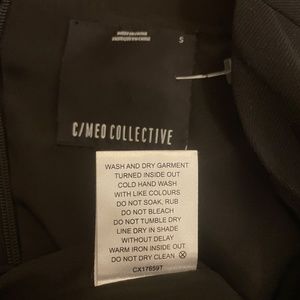 S
C/MEO COLLECTIVE
WASH AND DRY GARMENT
TURNED INSIDE OUT
COLD HAND WASH
WITH LIKE COLOURS
DO NOT SOAK, RUB
DO NOT BLEACH
DO NOT TUMBLE DRY
LINE DRY IN SHADE
WITHOUT DELAY
WARM IRON INSIDE OUT
DO NOT DRY CLEAN
CX17659T